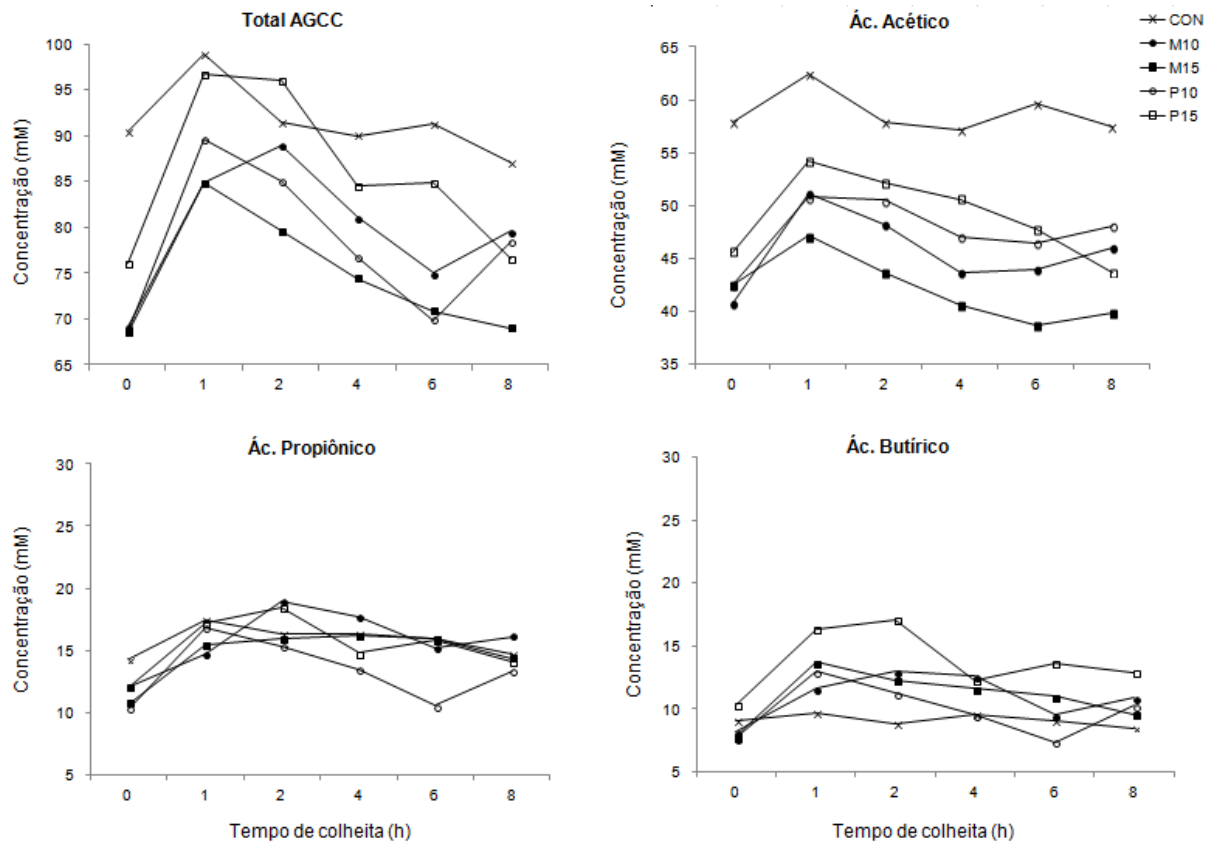 Total AGCC
Concentração (mM)
100
95
90
85
80
75
70
65
0 1 2 4 6 8
Ác. Acético
Concentração (mM)
65
60
55
50
45
40
35
0 1 2 4 6 8
CON
M10
M15
P10
P15
Ác. Propiônico
Concentração (mM)
30
25
20
15
10
5
0 1 2 4 6 8
Tempo de colheita (h)
Ác. Butírico
Concentração (mM)
30
25
20
15
10
5
0 1 2 4 6 8
Tempo de colheita (h)